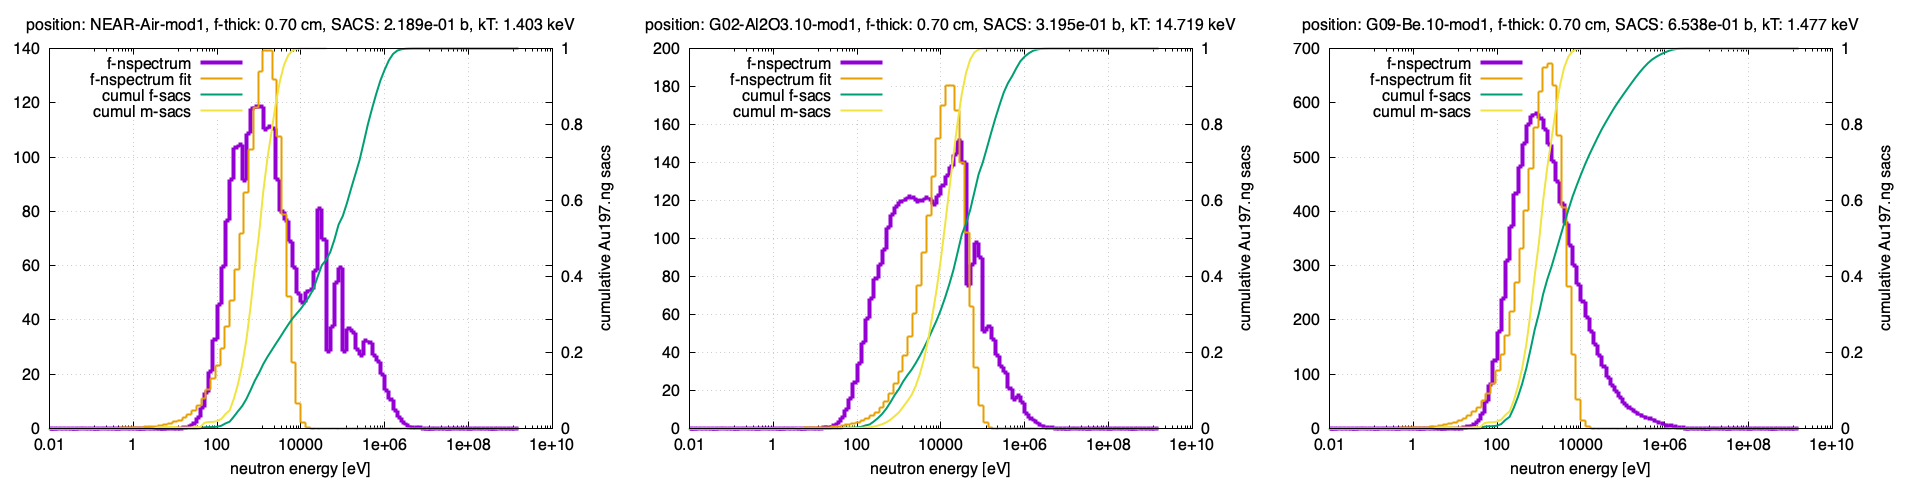 position: NEAR-Air-mod1, f-thick: 0.70 cm, SACS: 2.189e-01 b, kT: 1.403 keV
f-nspectrum
f-nspectrum fit
cumul f-sacs
cumul m-sacs
140
120
100
80
60
40
20
0
1
0.8
0.6
0.4
0.2
0
cumulative Au197.ng sacs
0.01 1 100 10000 1e+06 1e+08 1e+10
neutron energy [eV]
position: G02-Al2O3.10-mod1, f-thick: 0.70 cm, SACS: 3.195e-01 b, kT: 14.719 keV
f-nspectrum
f-nspectrum fit
cumul f-sacs
cumul m-sacs
200
180
160
140
120
100
80
60
40
20
0
1
0.8
0.6
0.4
0.2
0
cumulative Au197.ng sacs
0.01 1 100 10000 1e+06 1e+08 1e+10
neutron energy [eV]
position: G09-Be.10-mod1, f-thick: 0.70 cm, SACS: 6.538e-01 b, kT: 1.477 keV
f-nspectrum
f-nspectrum fit
cumul f-sacs
cumul m-sacs
700
600
500
400
300
200
100
0
1
0.8
0.6
0.4
0.2
0
cumulative Au197.ng sacs
0.01 1 100 10000 1e+06 1e+08 1e+10
neutron energy [eV]